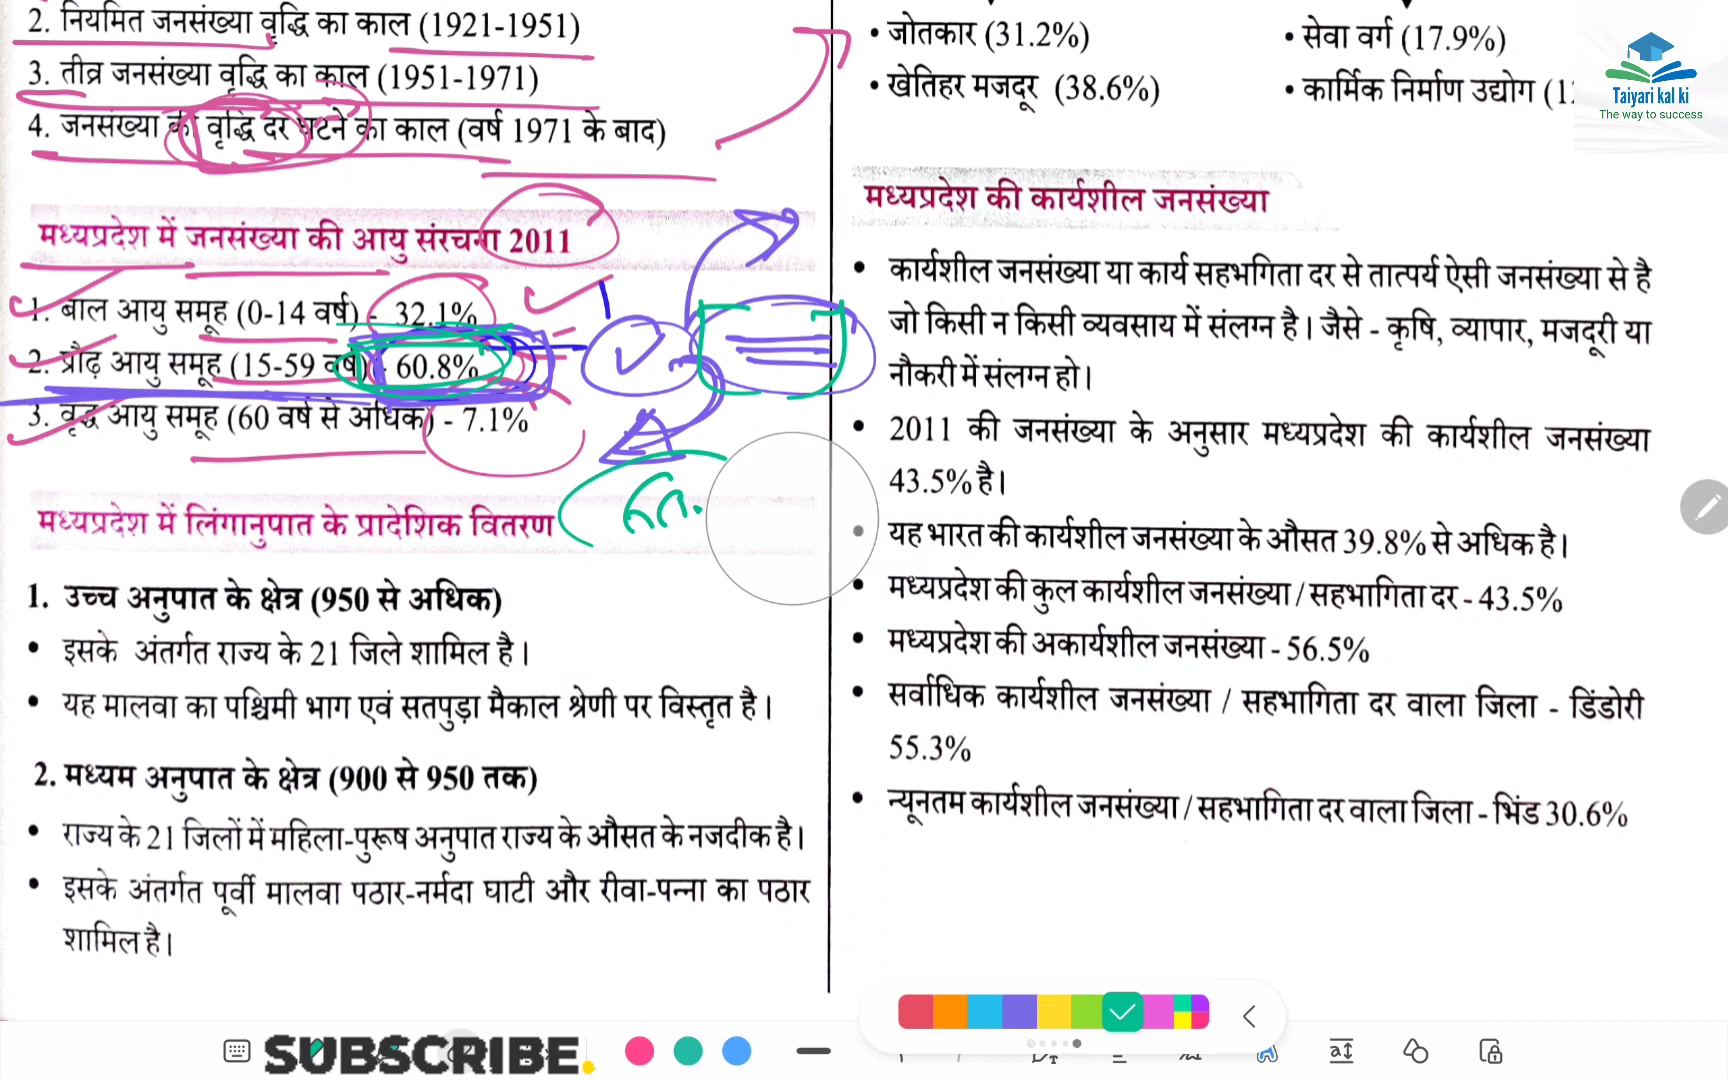 2. नियमित जनसंख्या वृद्धि का काल (1921-1951)
3. तीव्र जनसंख्या वृद्धि का काल (1951-1971)
4. जनसंख्या की वृद्धि दर घटने का काल (वर्ष 1971 के बाद)
मध्यप्रदेश में जनसंख्या की आयु संरचना 2011
1. बाल आयु समूह (0-14 वर्ष) - 32.1%
2. प्रौढ़ आयु समूह (15-59 वर्ष) - 60.8%
3. वृद्ध आयु समूह (60 वर्ष से अधिक) - 7.1%
मध्यप्रदेश में लिंगानुपात के प्रादेशिक वितरण
1. उच्च अनुपात के क्षेत्र (950 से अधिक)
• इसके अंतर्गत राज्य के 21 जिले शामिल है।
• यह मालवा का पश्चिमी भाग एवं सतपुड़ा मैकाल श्रेणी पर विस्तृत है।
2. मध्यम अनुपात के क्षेत्र (900 से 950 तक)
• राज्य के 21 जिलों में महिला-पुरूष अनुपात राज्य के औसत के नजदीक है।
• इसके अंतर्गत पूर्वी मालवा पठार-नर्मदा घाटी और रीवा-पन्ना का पठार
शामिल है।
• जोतकार (31.2%) • सेवा वर्ग (17.9%)
• खेतिहर मजदूर (38.6%) • कार्मिक निर्माण उद्योग
Taiyari kal ki
The way to success
मध्यप्रदेश की कार्यशील जनसंख्या
• कार्यशील जनसंख्या या कार्य सहभगिता दर से तात्पर्य ऐसी जनसंख्या से है
जो किसी न किसी व्यवसाय में संलग्न है। जैसे - कृषि, व्यापार, मजदूरी या
नौकरी में संलग्न हो।
• 2011 की जनसंख्या के अनुसार मध्यप्रदेश की कार्यशील जनसंख्या
43.5% है।
• यह भारत की कार्यशील जनसंख्या के औसत 39.8% से अधिक है।
• मध्यप्रदेश की कुल कार्यशील जनसंख्या / सहभागिता दर - 43.5%
• मध्यप्रदेश की अकार्यशील जनसंख्या - 56.5%
• सर्वाधिक कार्यशील जनसंख्या / सहभागिता दर वाला जिला - डिंडोरी
55.3%
• न्यूनतम कार्यशील जनसंख्या / सहभागिता दर वाला जिला - भिंड 30.6%
SUBSCRIBE.